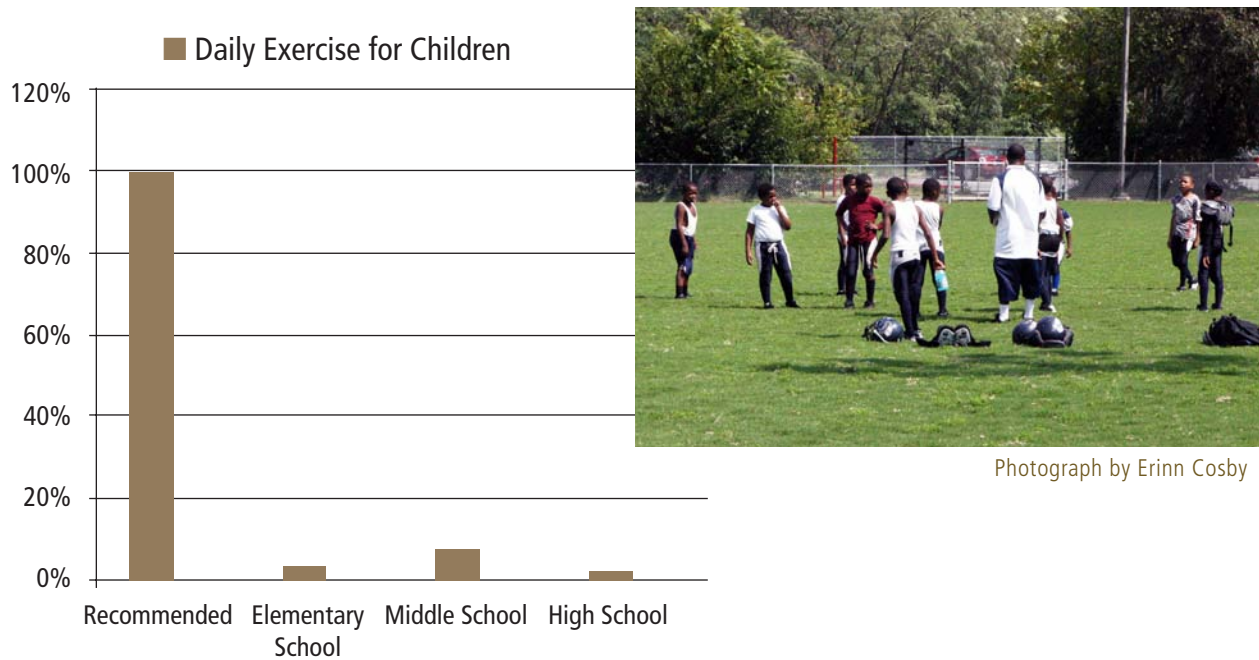 Daily Exercise for Children
120%
100%
80%
60%
40%
20%
0%
Recommended
Elementary
School
Middle School
High School
Photograph by Erinn Cosby